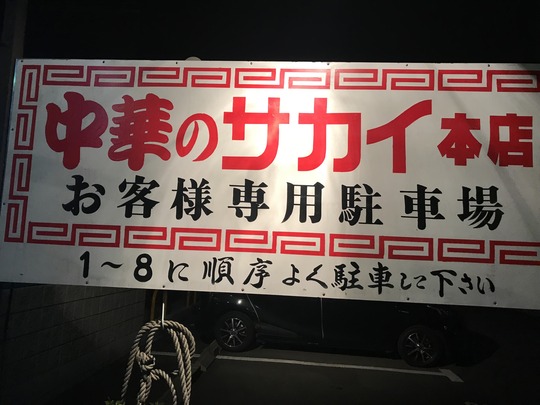 中華のサカイ本店
お客様専用駐車場
1～8に順序よく駐車して下さい